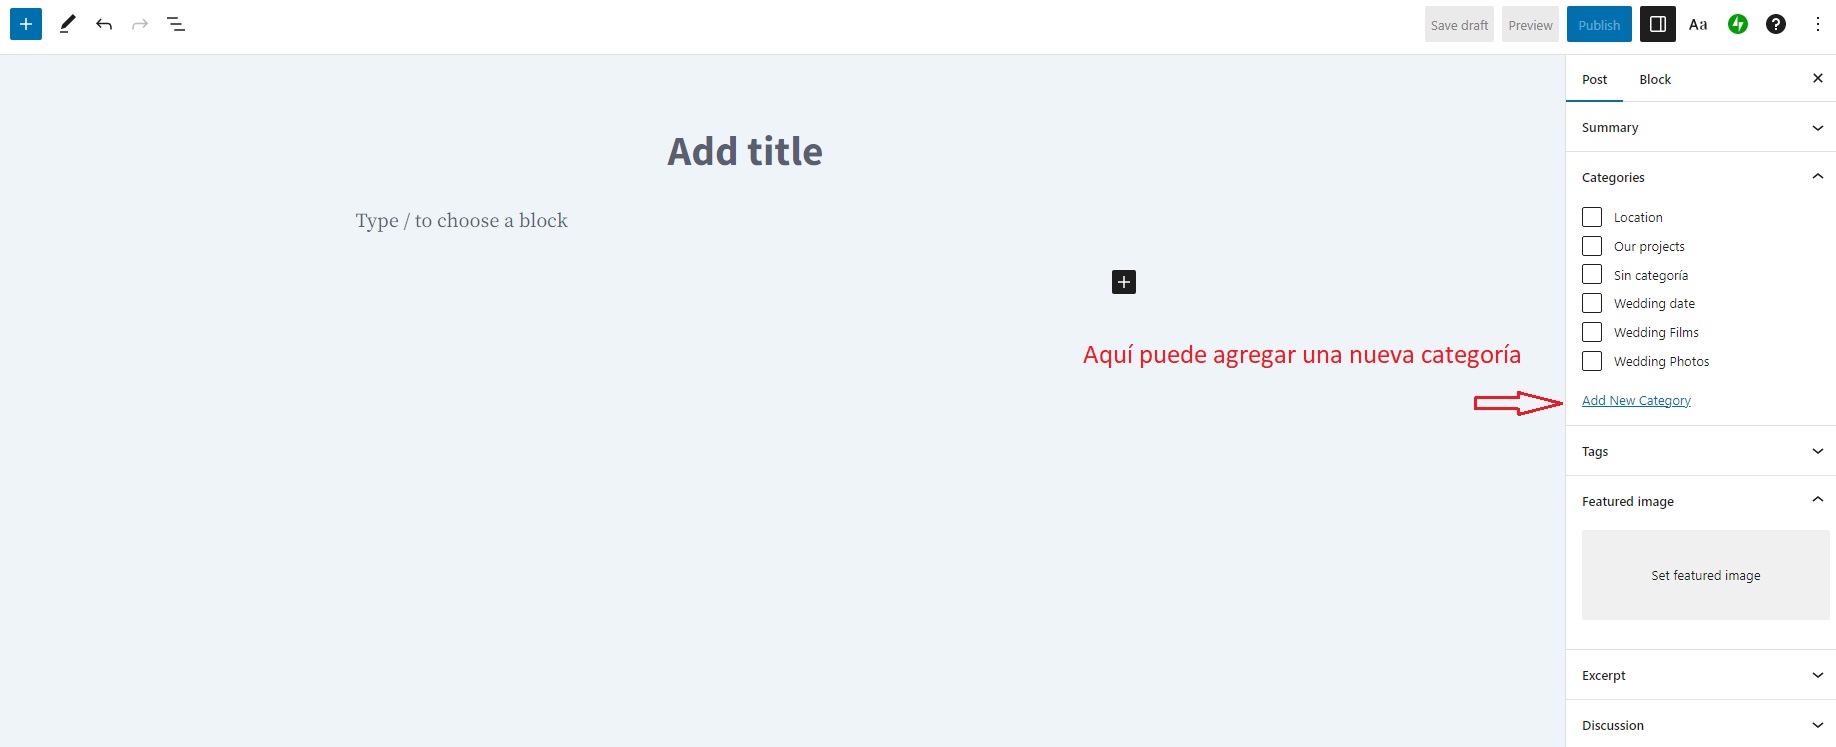 Save draft Preview Publish Aa
Post Block
Add title
Type / to choose a block
Summary
Categories
Location
Our projects
Sin categoría
Wedding date
Wedding Films
Wedding Photos
Aquí puede agregar una nueva categoría
Add New Category
Tags
Featured image
Set featured image
Excerpt
Discussion